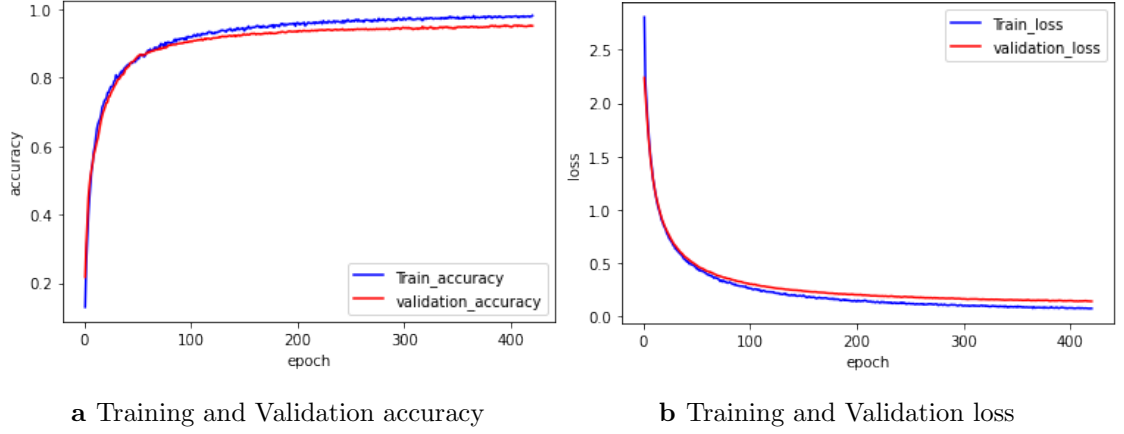 1.0
0.8
0.6
0.4
0.2
accuracy
Train_accuracy
validation_accuracy
0 100 200 300 400
epoch
a Training and Validation accuracy
2.5
2.0
1.5
1.0
0.5
0.0
loss
Train_loss
validation_loss
0 100 200 300 400
epoch
b Training and Validation loss